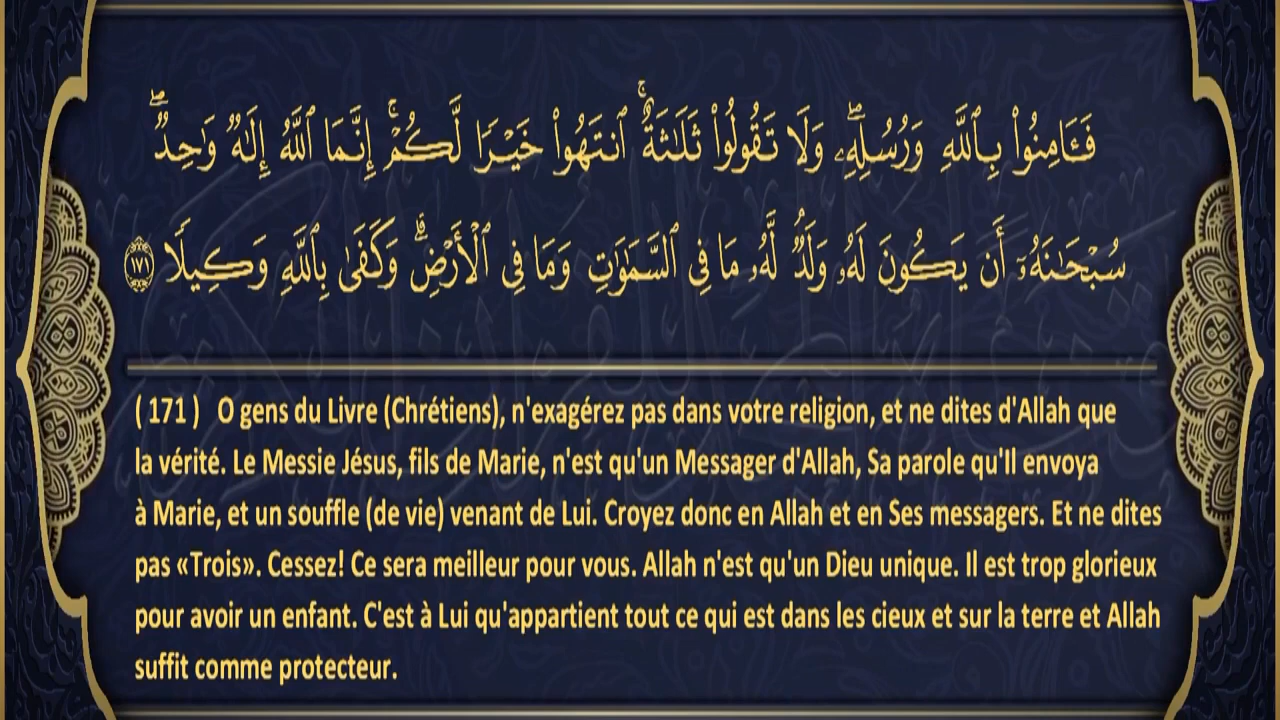 فَـَٔامِنُوا۟ بِٱللَّهِ وَرُسُلِهِۦ ۖ وَلَا تَقُولُوا۟ ثَلَـٰثَةٌ ۚ ٱنتَهُوا۟ خَيْرًا لَّكُمْ ۚ إِنَّمَا ٱللَّهُ إِلَـٰهٌ وَٰحِدٌ ۖ
سُبْحَـٰنَهُۥٓ أَن يَكُونَ لَهُۥ وَلَدٌ لَّهُۥ مَا فِى ٱلسَّمَـٰوَٰتِ وَمَا فِى ٱلْأَرْضِ ۗ وَكَفَىٰ بِٱللَّهِ وَكِيلًا ١٧١
( 171 ) O gens du Livre (Chrétiens), n'exagérez pas dans votre religion, et ne dites d'Allah que
la vérité. Le Messie Jésus, fils de Marie, n'est qu'un Messager d'Allah, Sa parole qu'Il envoya
à Marie, et un souffle (de vie) venant de Lui. Croyez donc en Allah et en Ses messagers. Et ne dites
pas «Trois». Cessez! Ce sera meilleur pour vous. Allah n'est qu'un Dieu unique. Il est trop glorieux
pour avoir un enfant. C'est à Lui qu'appartient tout ce qui est dans les cieux et sur la terre et Allah
suffit comme protecteur.